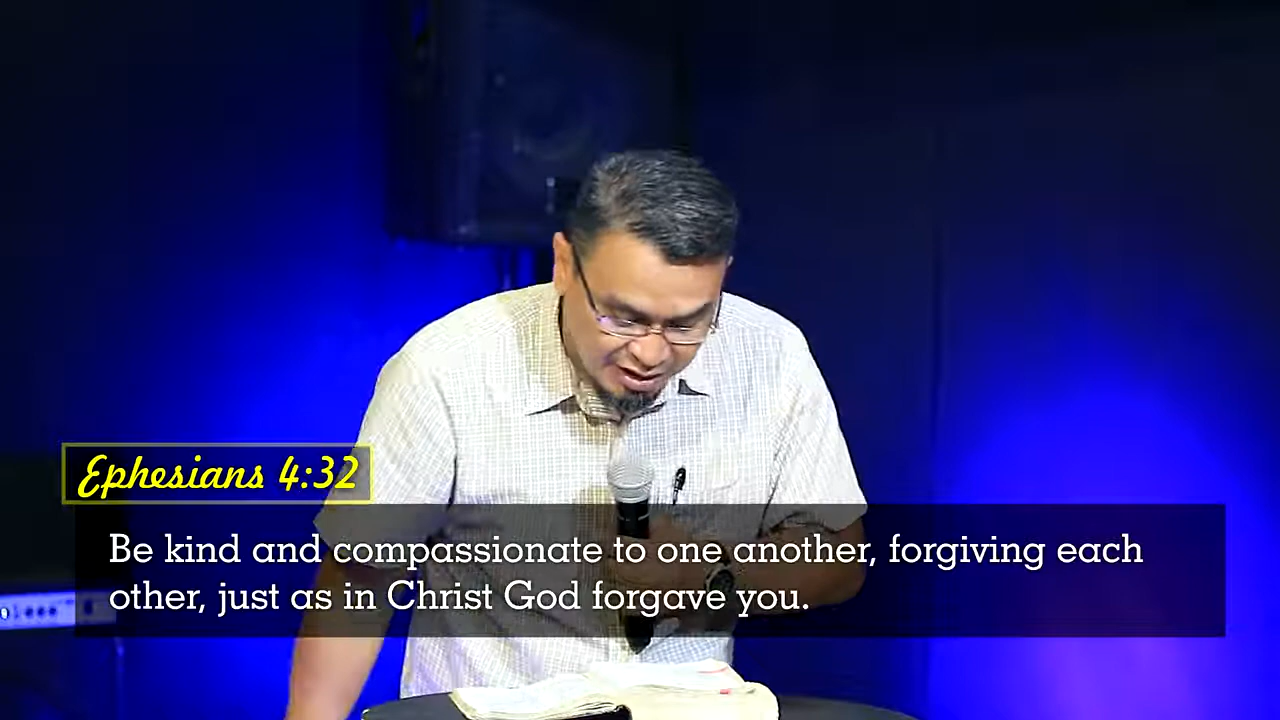 Ephesians 4:32
Be kind and compassionate to one another, forgiving each
other, just as in Christ God forgave you.